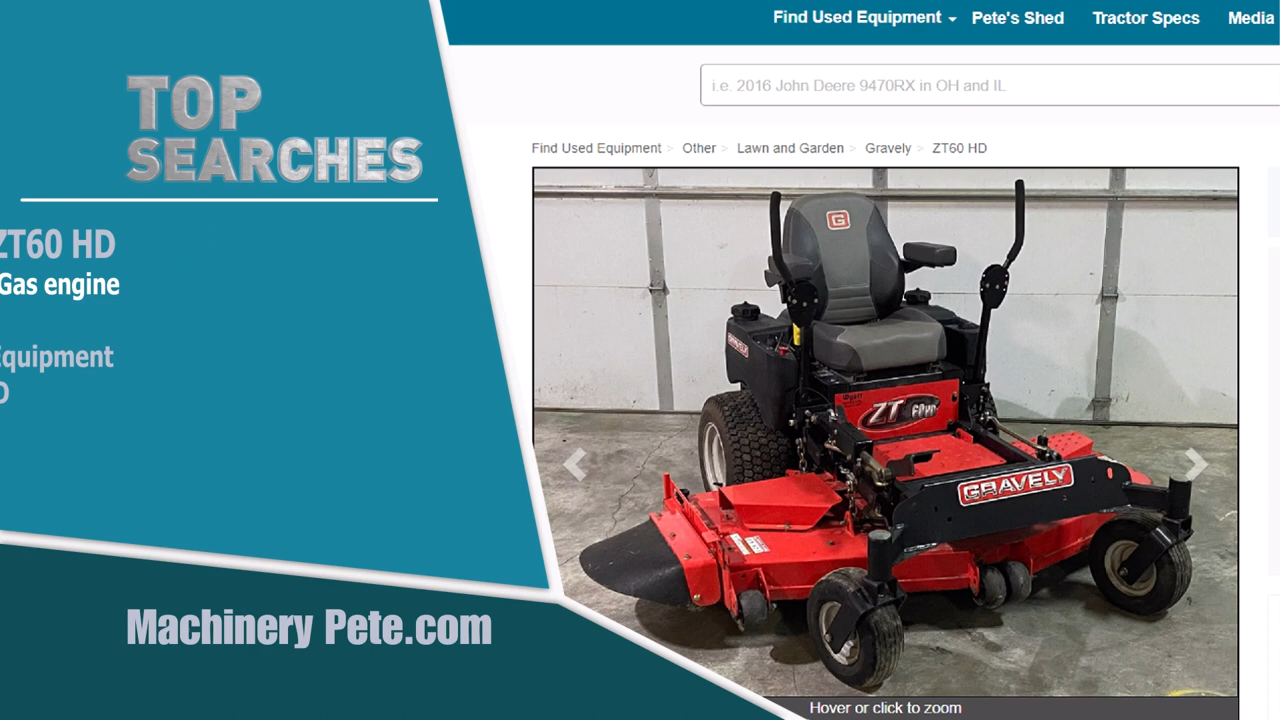 TOP
SEARCHES
ZT60 HD
Gas engine
Equipment
Machinery Pete.com
Find Used Equipment
Pete's Shed
Tractor Specs
Media
i.e. 2016 John Deere 9470RX in OH and IL
Find Used Equipment > Other > Lawn and Garden > Gravely > ZT60 HD
G
GRAVELY
ZT 60HD
GRAVELY
Hover or click to zoom